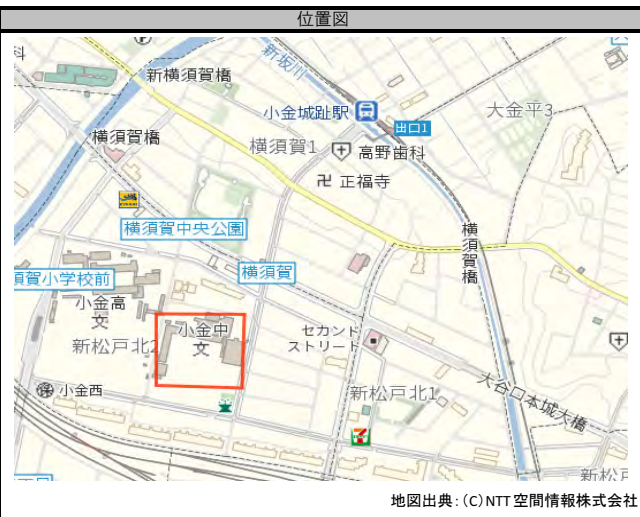 位置図
新横須賀橋
新坂川
小金城趾駅
出口1
大金平3
横須賀橋
横須賀1
高野歯科
正福寺
横須賀中央公園
横須賀橋
横須賀
須賀小学校前
小金高
文
小金中
文
セカンド
ストリート
新松戸北2
小金西
新松戸北1
大谷口本城大橋
新松戸
地図出典:(C)NTT空間情報株式会社